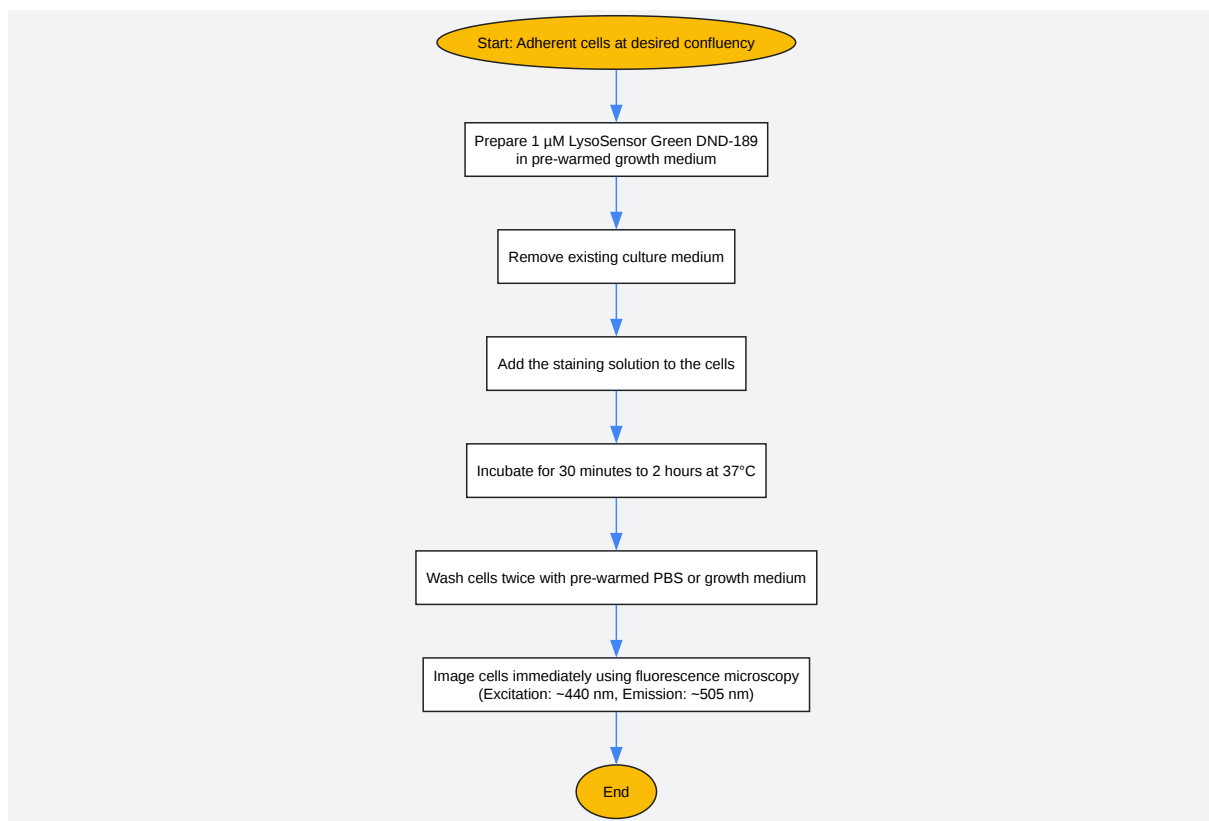 Start: Adherent cells at desired confluency
Prepare 1 µM LysoSensor Green DND-189
in pre-warmed growth medium
Remove existing culture medium
Add the staining solution to the cells
Incubate for 30 minutes to 2 hours at 37°C
Wash cells twice with pre-warmed PBS or growth medium
Image cells immediately using fluorescence microscopy
(Excitation: ~440 nm, Emission: ~505 nm)
End